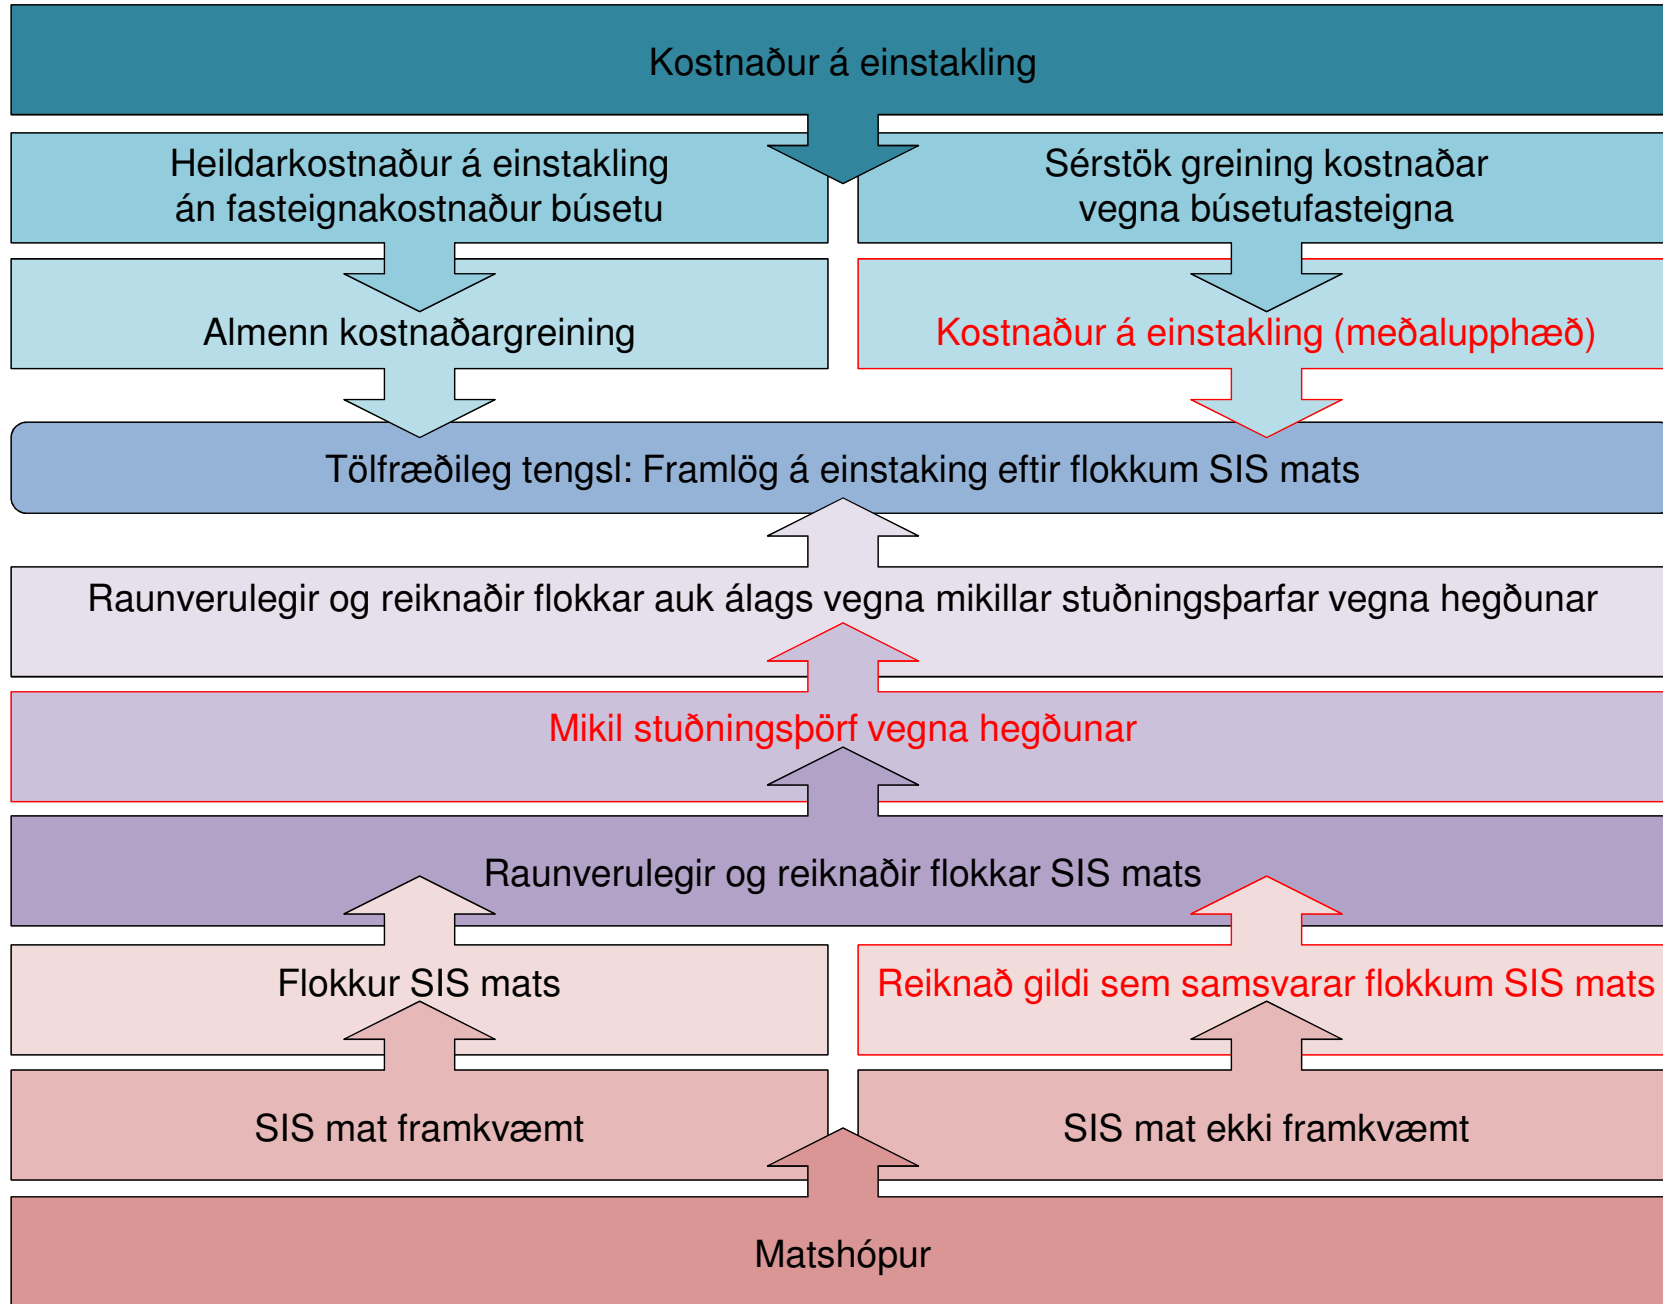 Kostnaður á einstakling
Heildarkostnaður á einstakling
án fasteignakostnaður búsetu
Sérstök greining kostnaðar
vegna búsetufasteigna
Almenn kostnaðargreining
Kostnaður á einstakling (meðalupphæð)
Tölfræðileg tengsl: Framlög á einstaking eftir flokkum SIS mats
Raunverulegir og reiknaðir flokkar auk álags vegna mikillar stuðningsþarfar vegna hegðunar
Mikil stuðningsþörf vegna hegðunar
Raunverulegir og reiknaðir flokkar SIS mats
Flokkur SIS mats
Reiknað gildi sem samsvarar flokkum SIS mats
SIS mat framkvæmt
SIS mat ekki framkvæmt
Matshópur